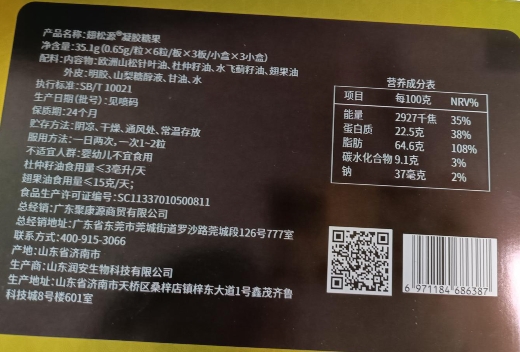 产品名称:翅松源®凝胶糖果
净含量:35.1g(0.65g/粒×6粒/板×3板/小盒×3小盒)
配料:内容物:欧洲山松针叶油、杜仲籽油、水飞蓟籽油、翅果油
外皮:明胶、山梨糖醇液、甘油、水
执行标准:SB/T 10021
生产日期(批号):见喷码
保质期:24个月
贮存方法:阴凉、干燥、通风处、常温存放
服用方法:一日两次,一次1~2粒
不适宜人群:婴幼儿不宜食用
杜仲籽油食用量≤3毫升/天
翅果油食用量≤15克/天;
食品生产许可证编号:SC11337010500811
总经销:广东聚康源商贸有限公司
总经销地址:广东省东莞市莞城街道罗沙路莞城段126号777室
联系方式:400-915-3066
产地:山东省济南市
生产商:山东润安生物科技有限公司
生产地址:山东省济南市天桥区桑梓店镇梓东大道1号鑫茂齐鲁
科技城8号楼601室
营养成分表
项目 每100克 NRV%
能量 2927千焦 35%
蛋白质 22.5克 38%
脂肪 64.6克 108%
碳水化合物 9.1克 3%
钠 37毫克 2%
6 971184 686387